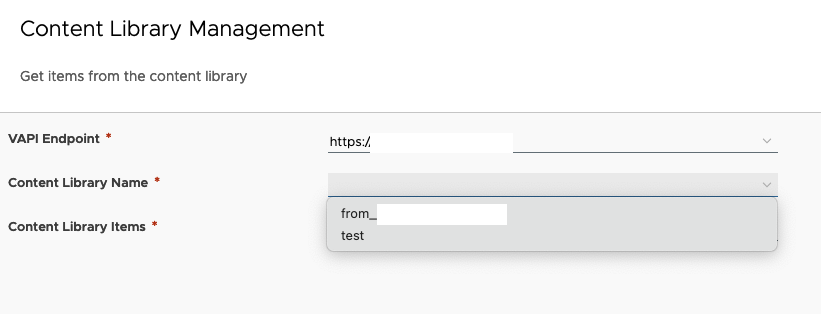 Content Library Management
Get items from the content library
VAPI Endpoint *
https:/
Content Library Name *
from_
test
Content Library Items *